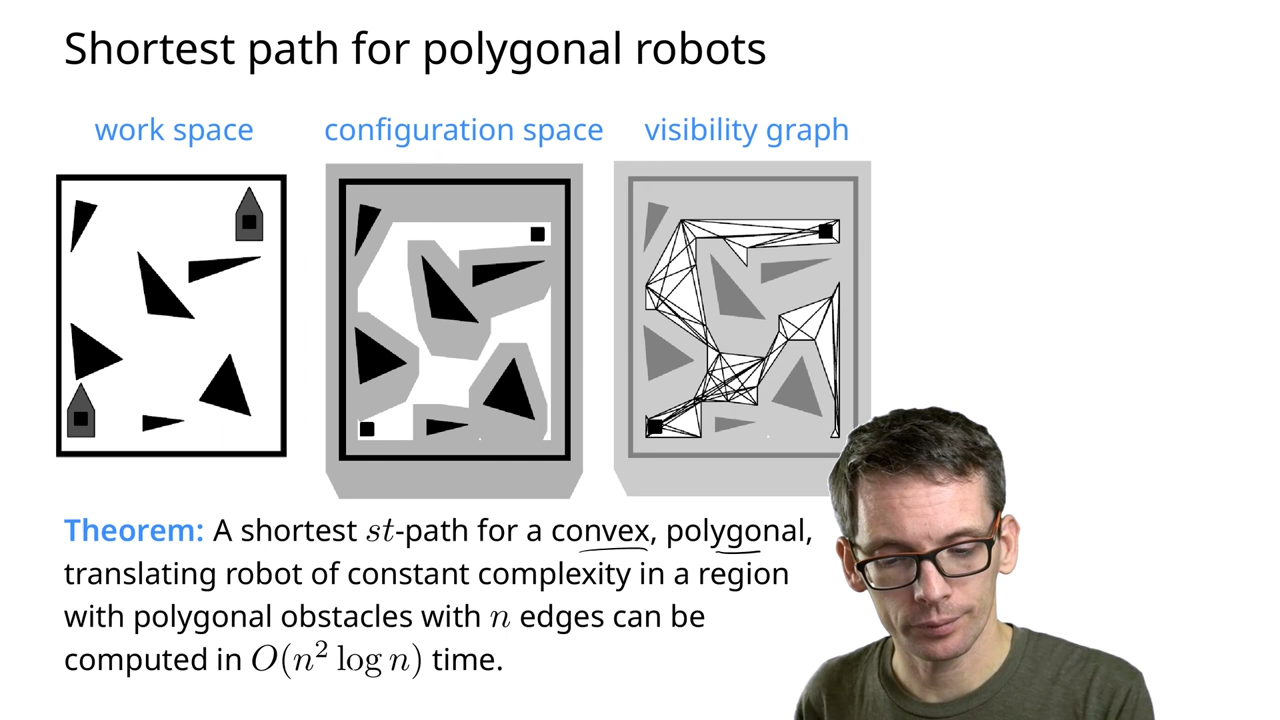 Shortest path for polygonal robots
work space
configuration space
visibility graph
Theorem: A shortest st-path for a convex, polygonal,
translating robot of constant complexity in a region
with polygonal obstacles with n edges can be
computed in O(n² log n) time.